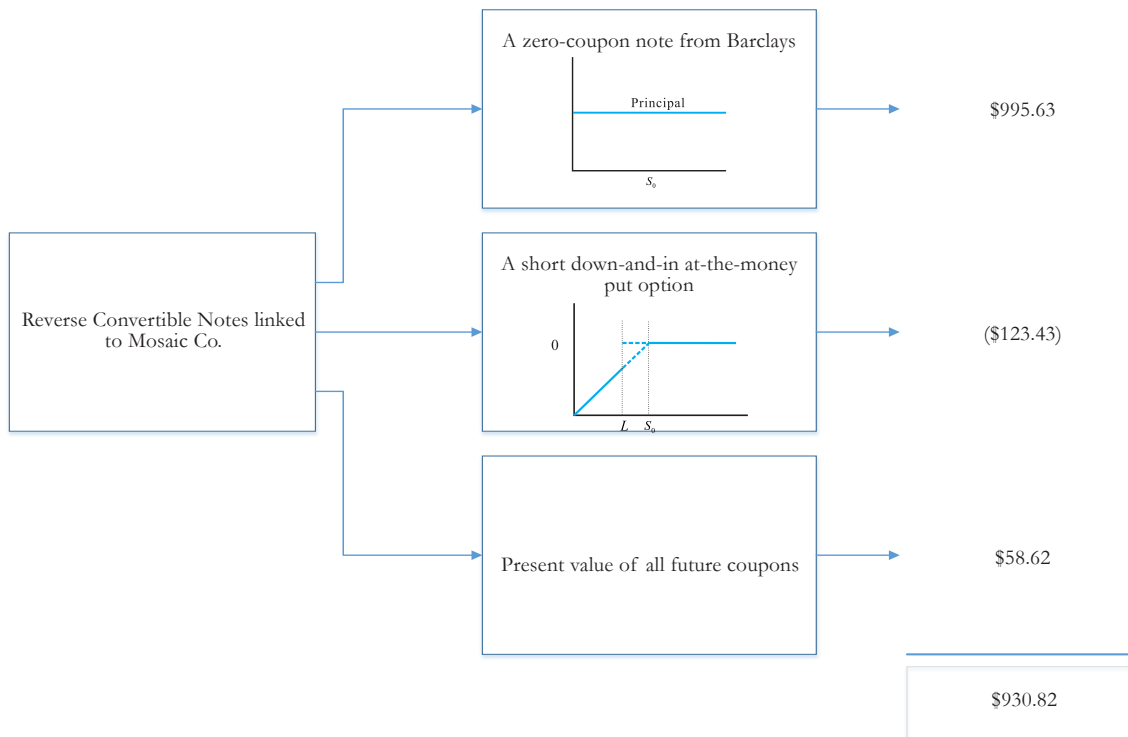 A zero-coupon note from Barclays
Principal
S₀
$995.63
Reverse Convertible Notes linked
to Mosaic Co.
A short down-and-in at-the-money
put option
0
L S₀
($123.43)
Present value of all future coupons
$58.62
$930.82